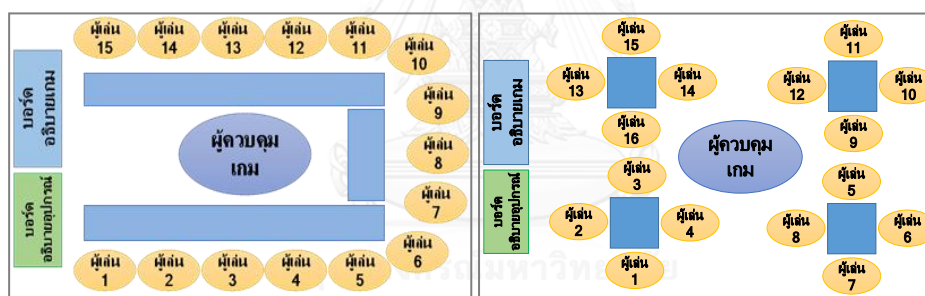 ผู้เล่น
15
ผู้เล่น
14
ผู้เล่น
13
ผู้เล่น
12
ผู้เล่น
11
ผู้เล่น
10
ผู้เล่น
9
ผู้เล่น
8
ผู้เล่น
7
ผู้เล่น
6
บอร์ด
อธิบายเกม
ผู้ควบคุม
เกม
บอร์ด
อธิบายอุปกรณ์
ผู้เล่น
1
ผู้เล่น
2
ผู้เล่น
3
ผู้เล่น
4
ผู้เล่น
5
ผู้เล่น
15
ผู้เล่น
13
ผู้เล่น
14
ผู้เล่น
16
ผู้เล่น
11
ผู้เล่น
12
ผู้เล่น
10
ผู้เล่น
9
บอร์ด
อธิบายเกม
ผู้ควบคุม
เกม
บอร์ด
อธิบายอุปกรณ์
ผู้เล่น
3
ผู้เล่น
2
ผู้เล่น
4
ผู้เล่น
1
ผู้เล่น
5
ผู้เล่น
8
ผู้เล่น
6
ผู้เล่น
7